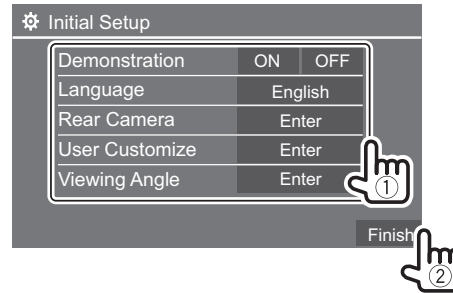 Initial Setup
Demonstration ON OFF
Language English
Rear Camera Enter
User Customize Enter
Viewing Angle Enter
①
Finish
②